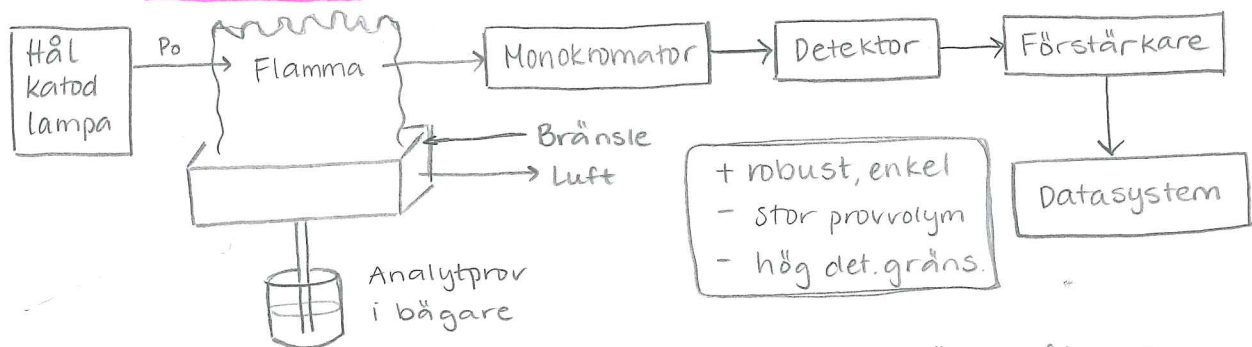 Hål
katod
lampa
Po
Flamma
Monokromator
Detektor
Förstärkare
Bränsle
Luft
Datasystem
+ robust, enkel
- stor provvolym
- hög det.gräns.
Analytprov
i bägare